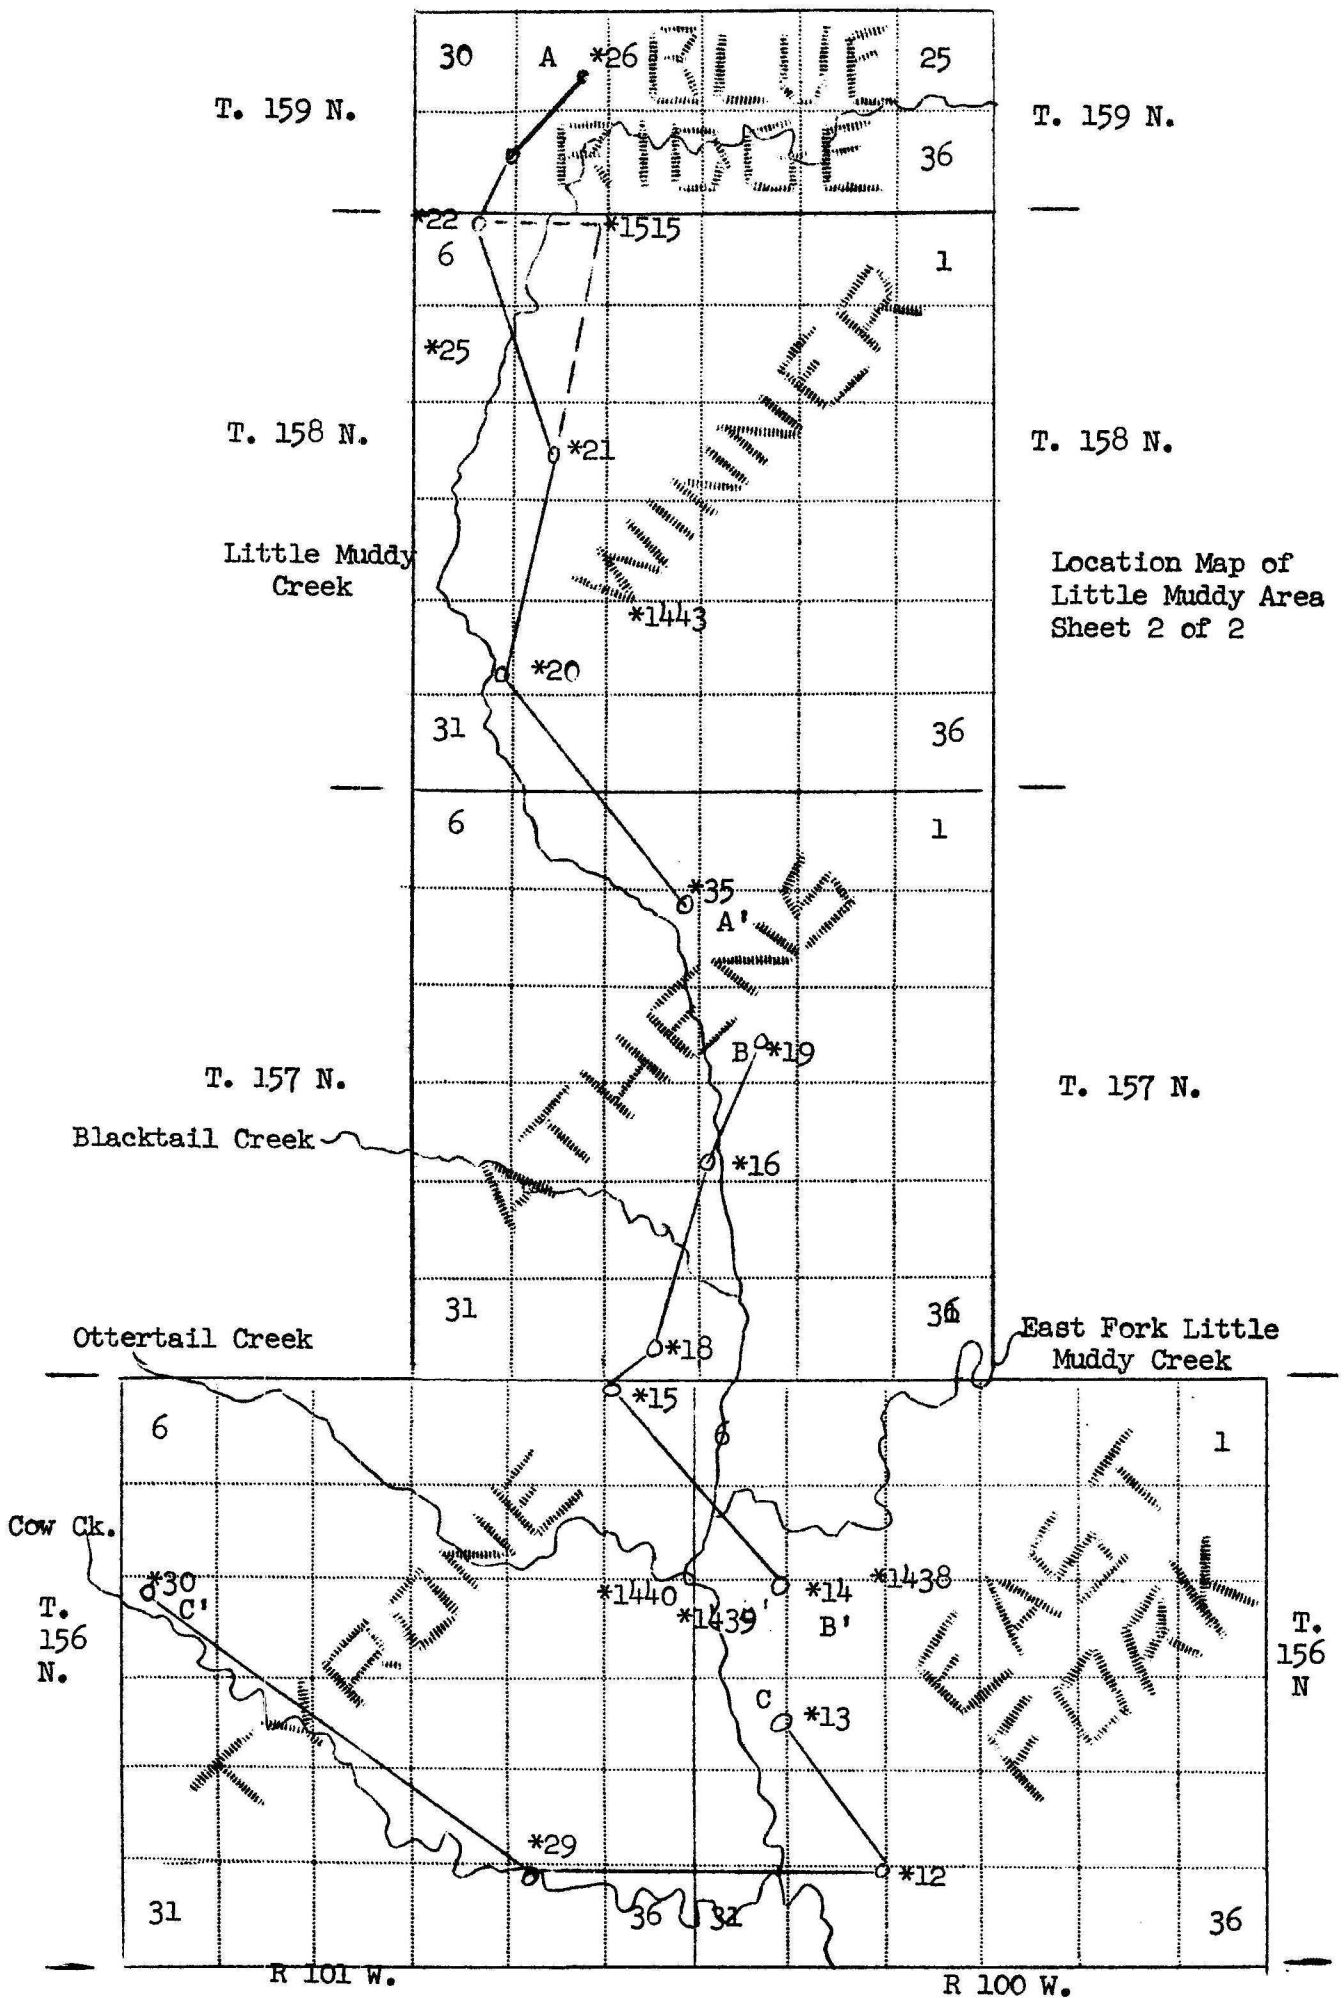 30 A *26 BLUE 25
T. 159 N. T. 159 N.
RIDGE 36
*22 *1515
6 1
*25
WINNER
T. 158 N. T. 158 N.
*21
Little Muddy
Creek
Location Map of
Little Muddy Area
Sheet 2 of 2
*1443
*20
31 36
6 1
*35
A'
ATHENS
B *19
T. 157 N. T. 157 N.
Blacktail Creek
*16
31 36
Ottertail Creek
East Fork Little
Muddy Creek
*18
*15
6 6 1
Cow Ck.
*30
C'
*1440 *14 *1438
*1439 B'
T.
156
N.
T.
156
N
EAST
FORK
C *13
*29
*12
31 36 31 36
R 101 W. R 100 W.